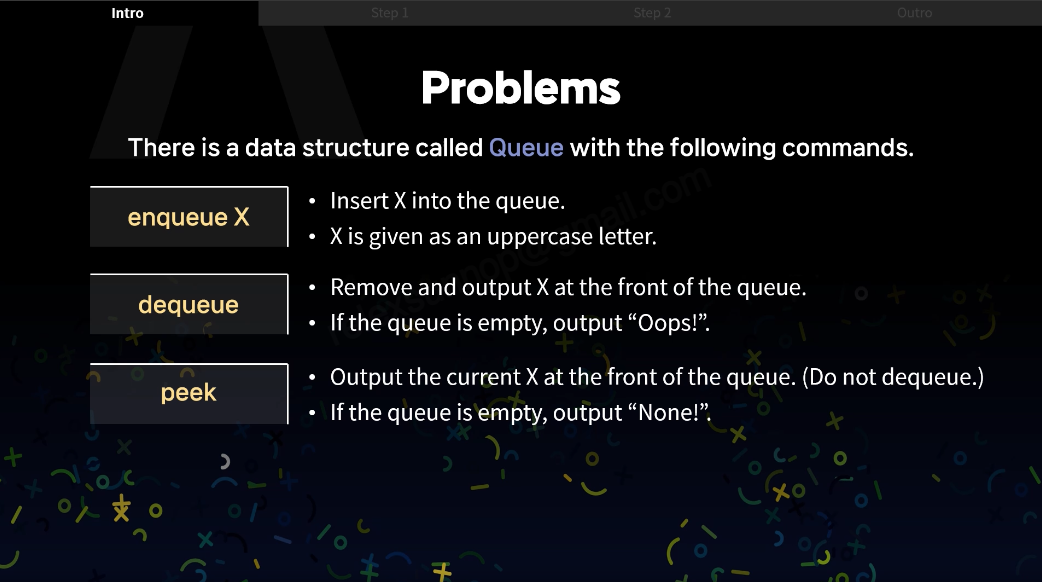 Intro
Step 1
Step 2
Outro
Problems
There is a data structure called Queue with the following commands.
enqueue X
• Insert X into the queue.
• X is given as an uppercase letter.
dequeue
• Remove and output X at the front of the queue.
• If the queue is empty, output “Oops!”.
peek
• Output the current X at the front of the queue. (Do not dequeue.)
• If the queue is empty, output “None!”.